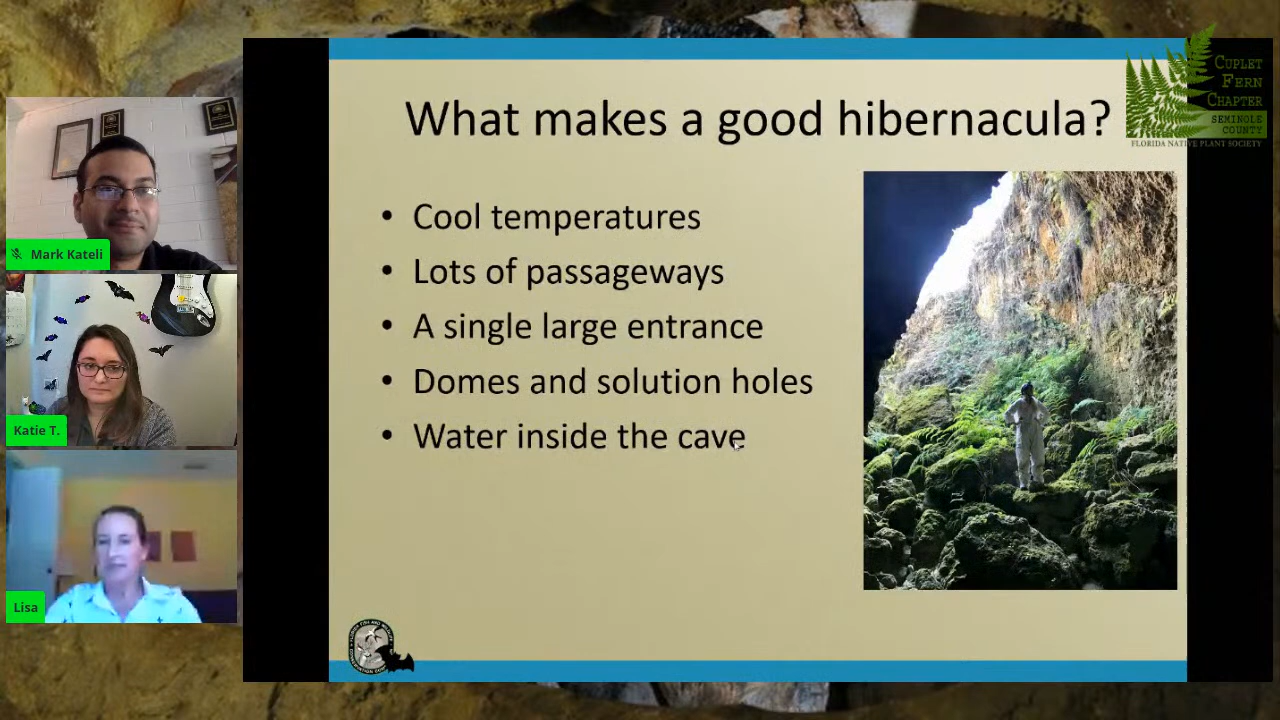 What makes a good hibernacula?
• Cool temperatures
• Lots of passageways
• A single large entrance
• Domes and solution holes
• Water inside the cave
CUPLET
FERN
CHAPTER
SEMINOLE
COUNTY
FLORIDA NATIVE PLANT SOCIETY
Mark Kateli
Katie T.
Lisa